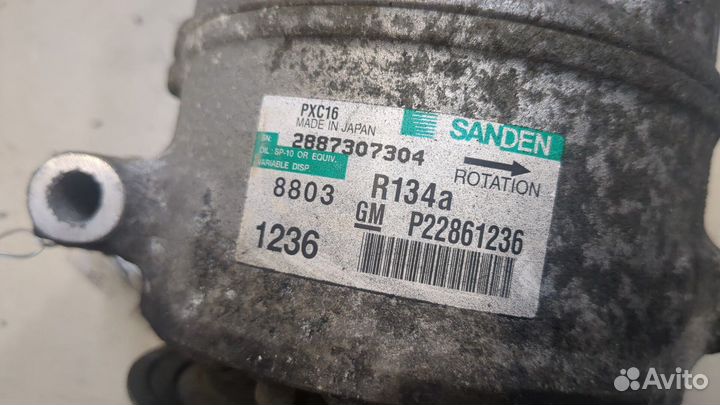 PXC16
MADE IN JAPAN
SANDEN
SN: 2887307304
OIL: SP-10 OR EQUIV.
VARIABLE DISP
ROTATION
8803
R134a
GM P22861236
1236
Avito